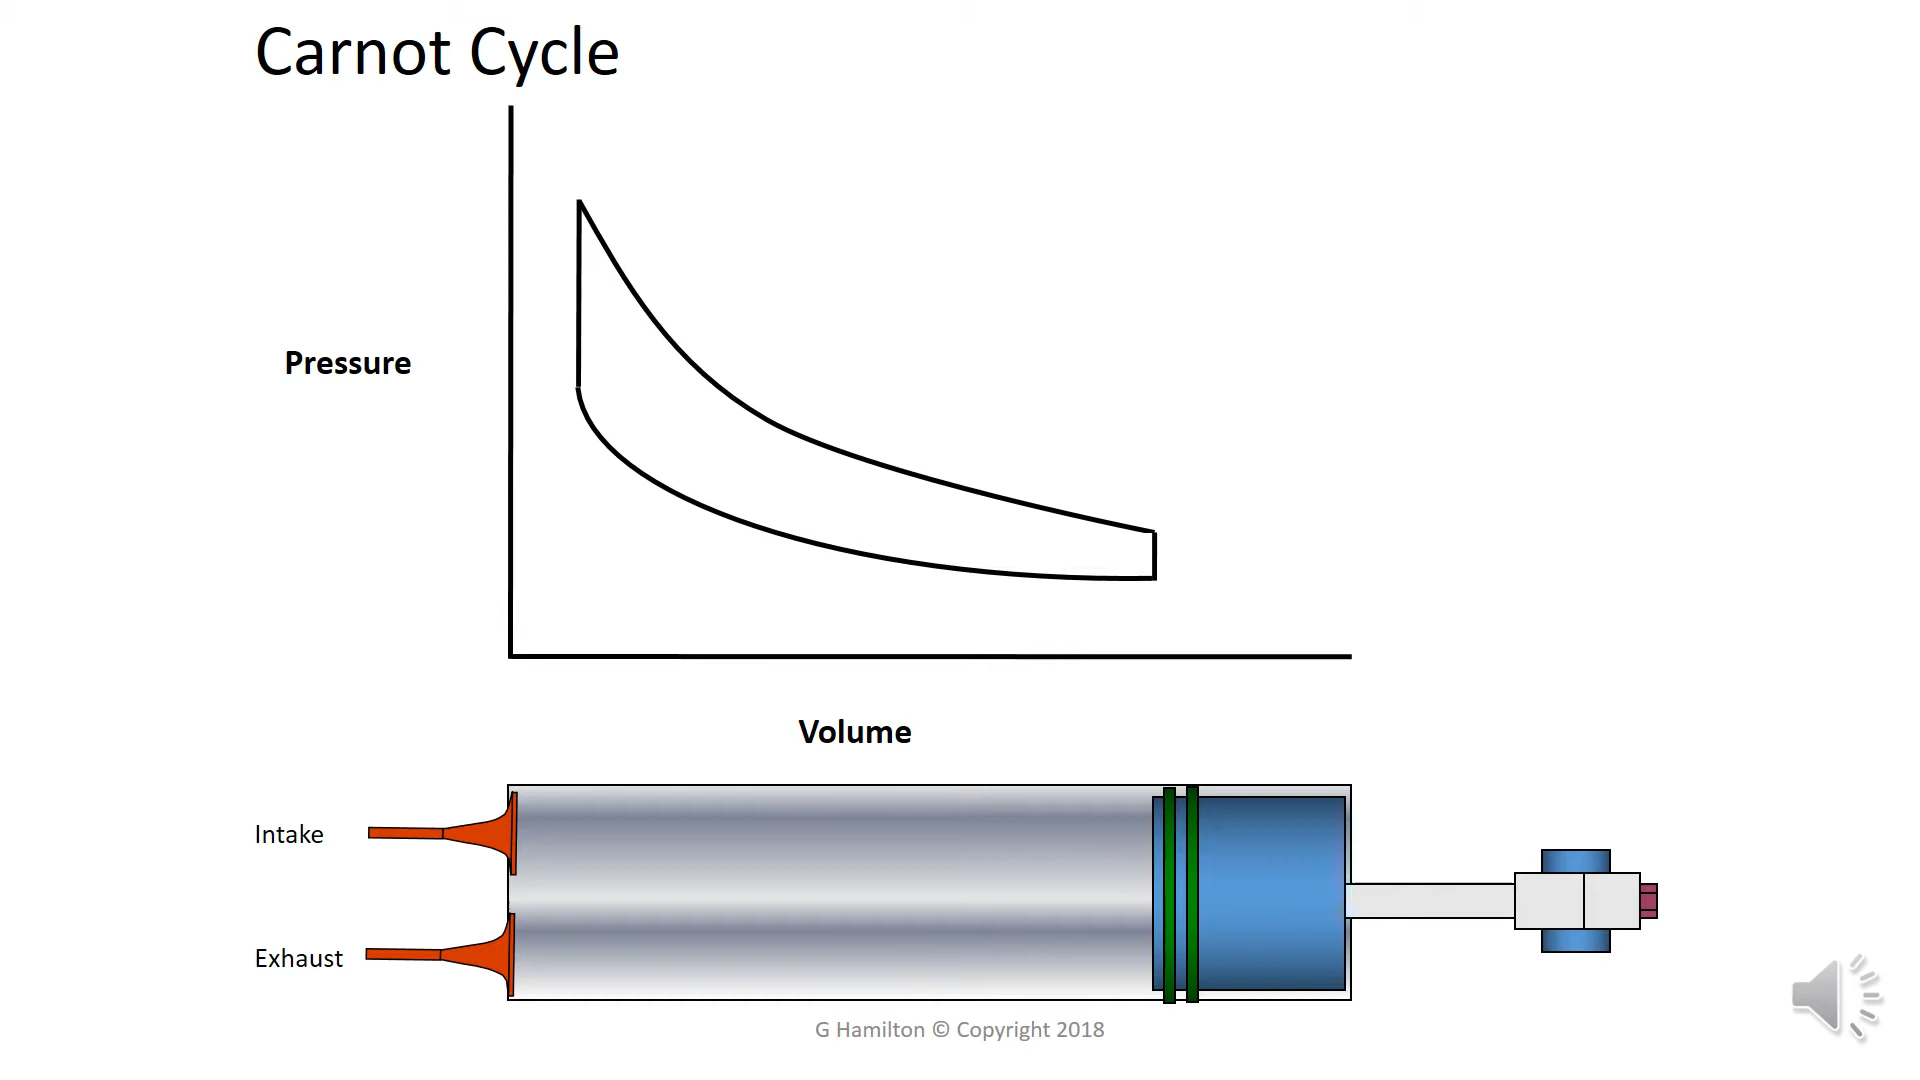 Carnot Cycle
Pressure
Volume
Intake
Exhaust
G Hamilton © Copyright 2018